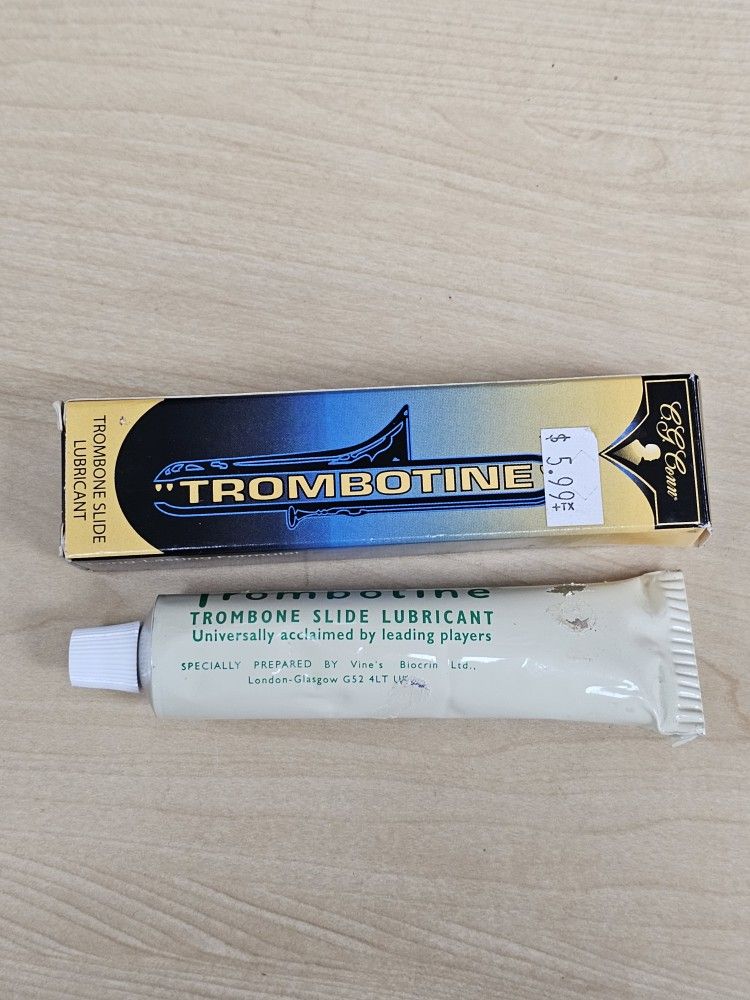 TROMBONE SLIDE
LUBRICANT
"TROMBOTINE"
$ 5.99
+TX
C.G. Conn
Trombotine
TROMBONE SLIDE LUBRICANT
Universally acclaimed by leading players
SPECIALLY PREPARED BY Vine's Biocrin Ltd.,
London-Glasgow G52 4LT